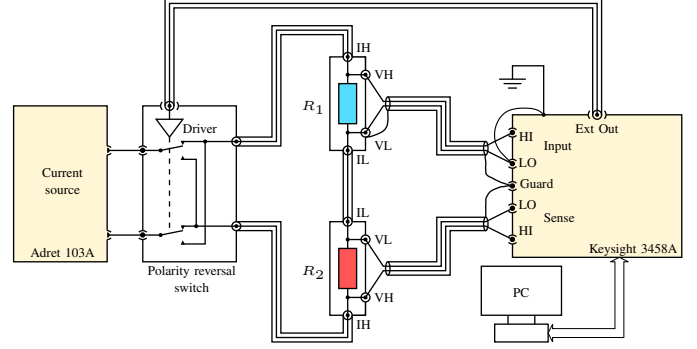 IH
VH
R1
VL
IL
Driver
Current
source
Adret 103A
Polarity reversal
switch
IL
VL
R2
VH
IH
Ext Out
HI
Input
LO
Guard
LO
Sense
HI
Keysight 3458A
PC